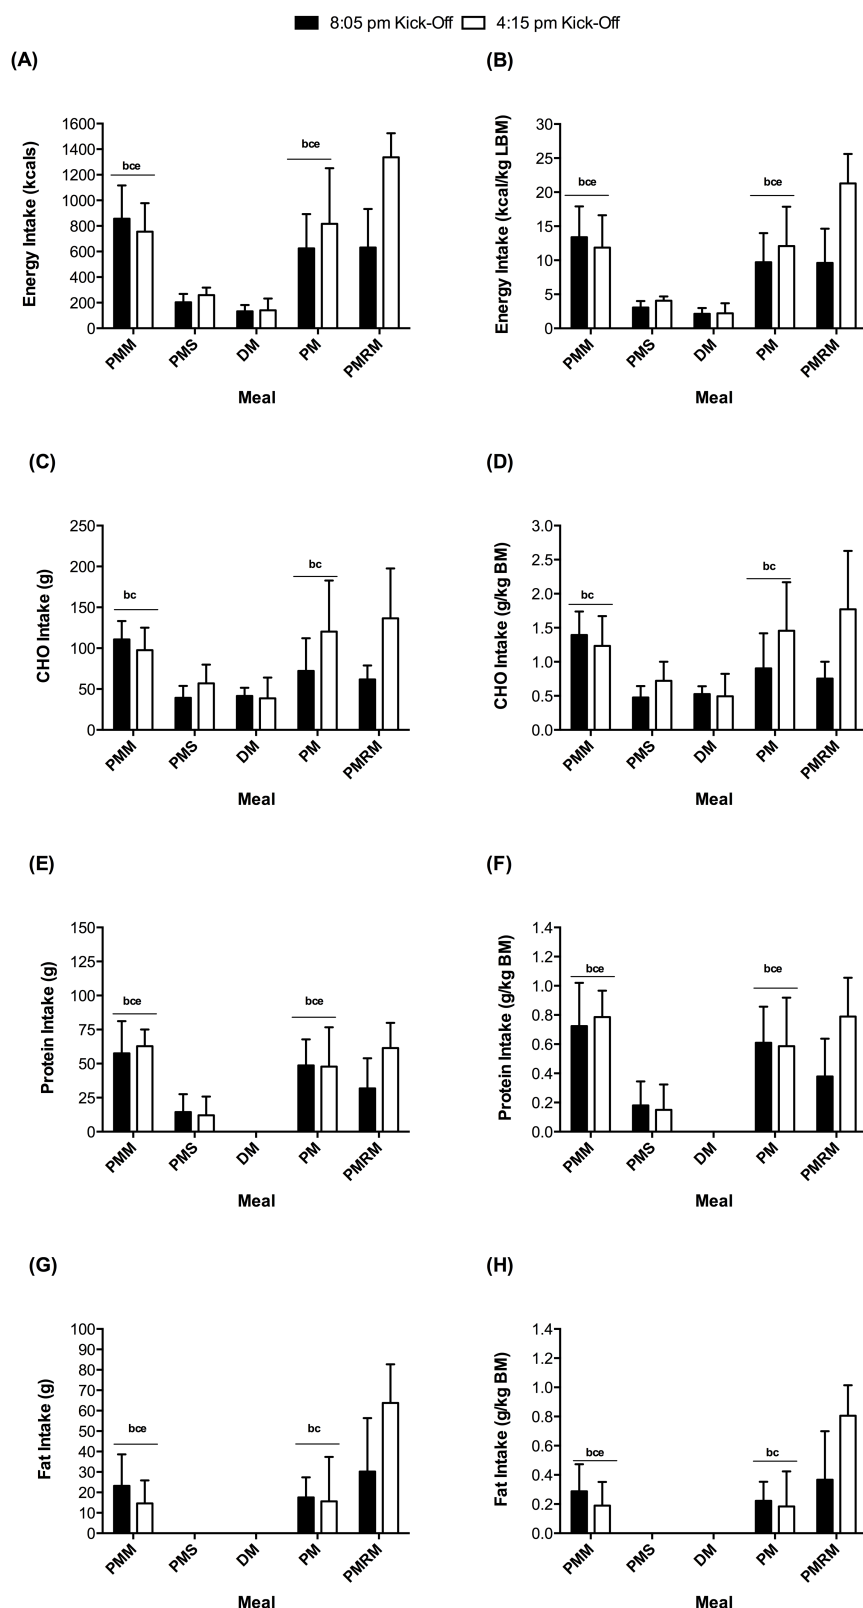 8:05 pm Kick-Off 4:15 pm Kick-Off
(A)
Energy Intake (kcals)
1600
1400
1200
1000
800
600
400
200
0
bce
bce
PMM PMS DM PM PMRM
Meal
(B)
Energy Intake (kcal/kg LBM)
30
25
20
15
10
5
0
bce
bce
PMM PMS DM PM PMRM
Meal
(C)
CHO Intake (g)
250
200
150
100
50
0
bc
bc
PMM PMS DM PM PMRM
Meal
(D)
CHO Intake (g/kg BM)
3.0
2.5
2.0
1.5
1.0
0.5
0.0
bc
bc
PMM PMS DM PM PMRM
Meal
(E)
Protein Intake (g)
150
125
100
75
50
25
0
bce
bce
PMM PMS DM PM PMRM
Meal
(F)
Protein Intake (g/kg BM)
1.4
1.2
1.0
0.8
0.6
0.4
0.2
0.0
bce
bce
PMM PMS DM PM PMRM
Meal
(G)
Fat Intake (g)
100
90
80
70
60
50
40
30
20
10
0
bce
bc
PMM PMS DM PM PMRM
Meal
(H)
Fat Intake (g/kg BM)
1.4
1.2
1.0
0.8
0.6
0.4
0.2
0.0
bce
bc
PMM PMS DM PM PMRM
Meal